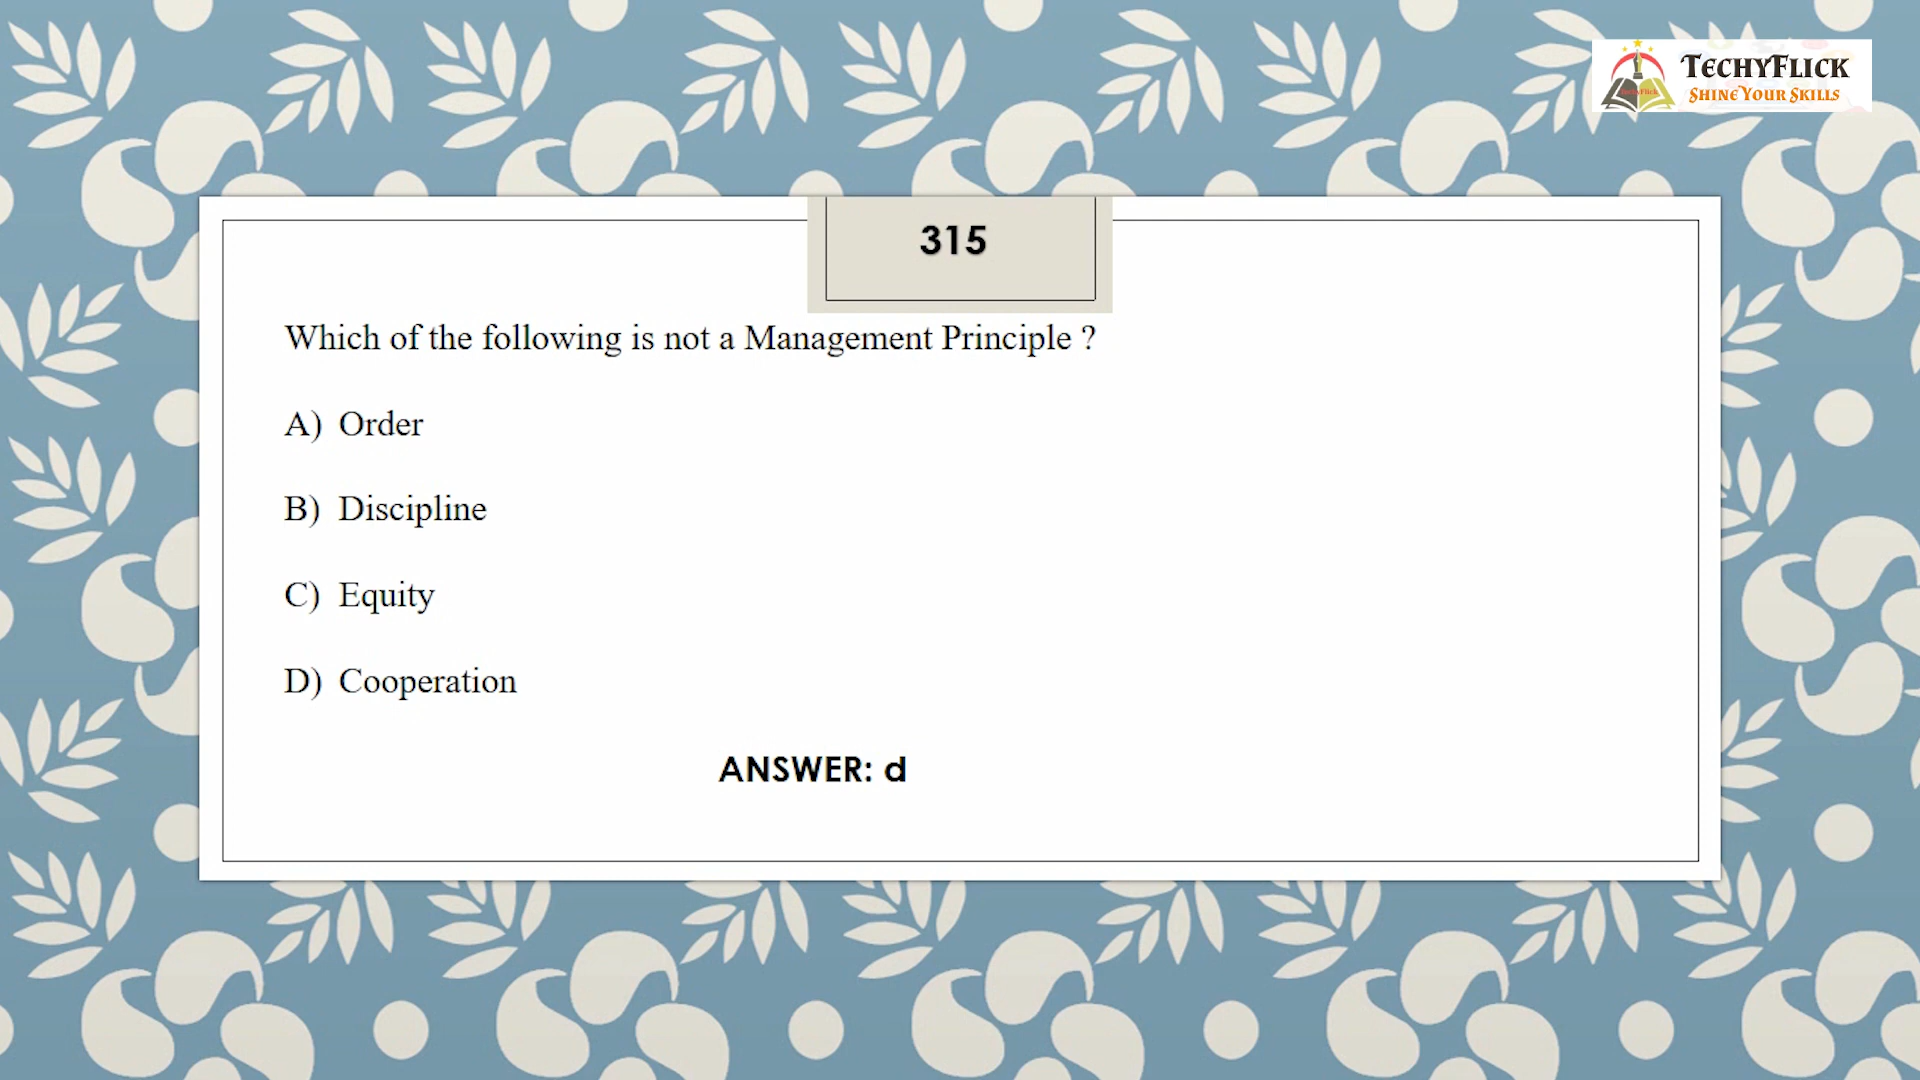 TECHYFLICK
SHINE YOUR SKILLS
315
Which of the following is not a Management Principle ?
A) Order
B) Discipline
C) Equity
D) Cooperation
ANSWER: d